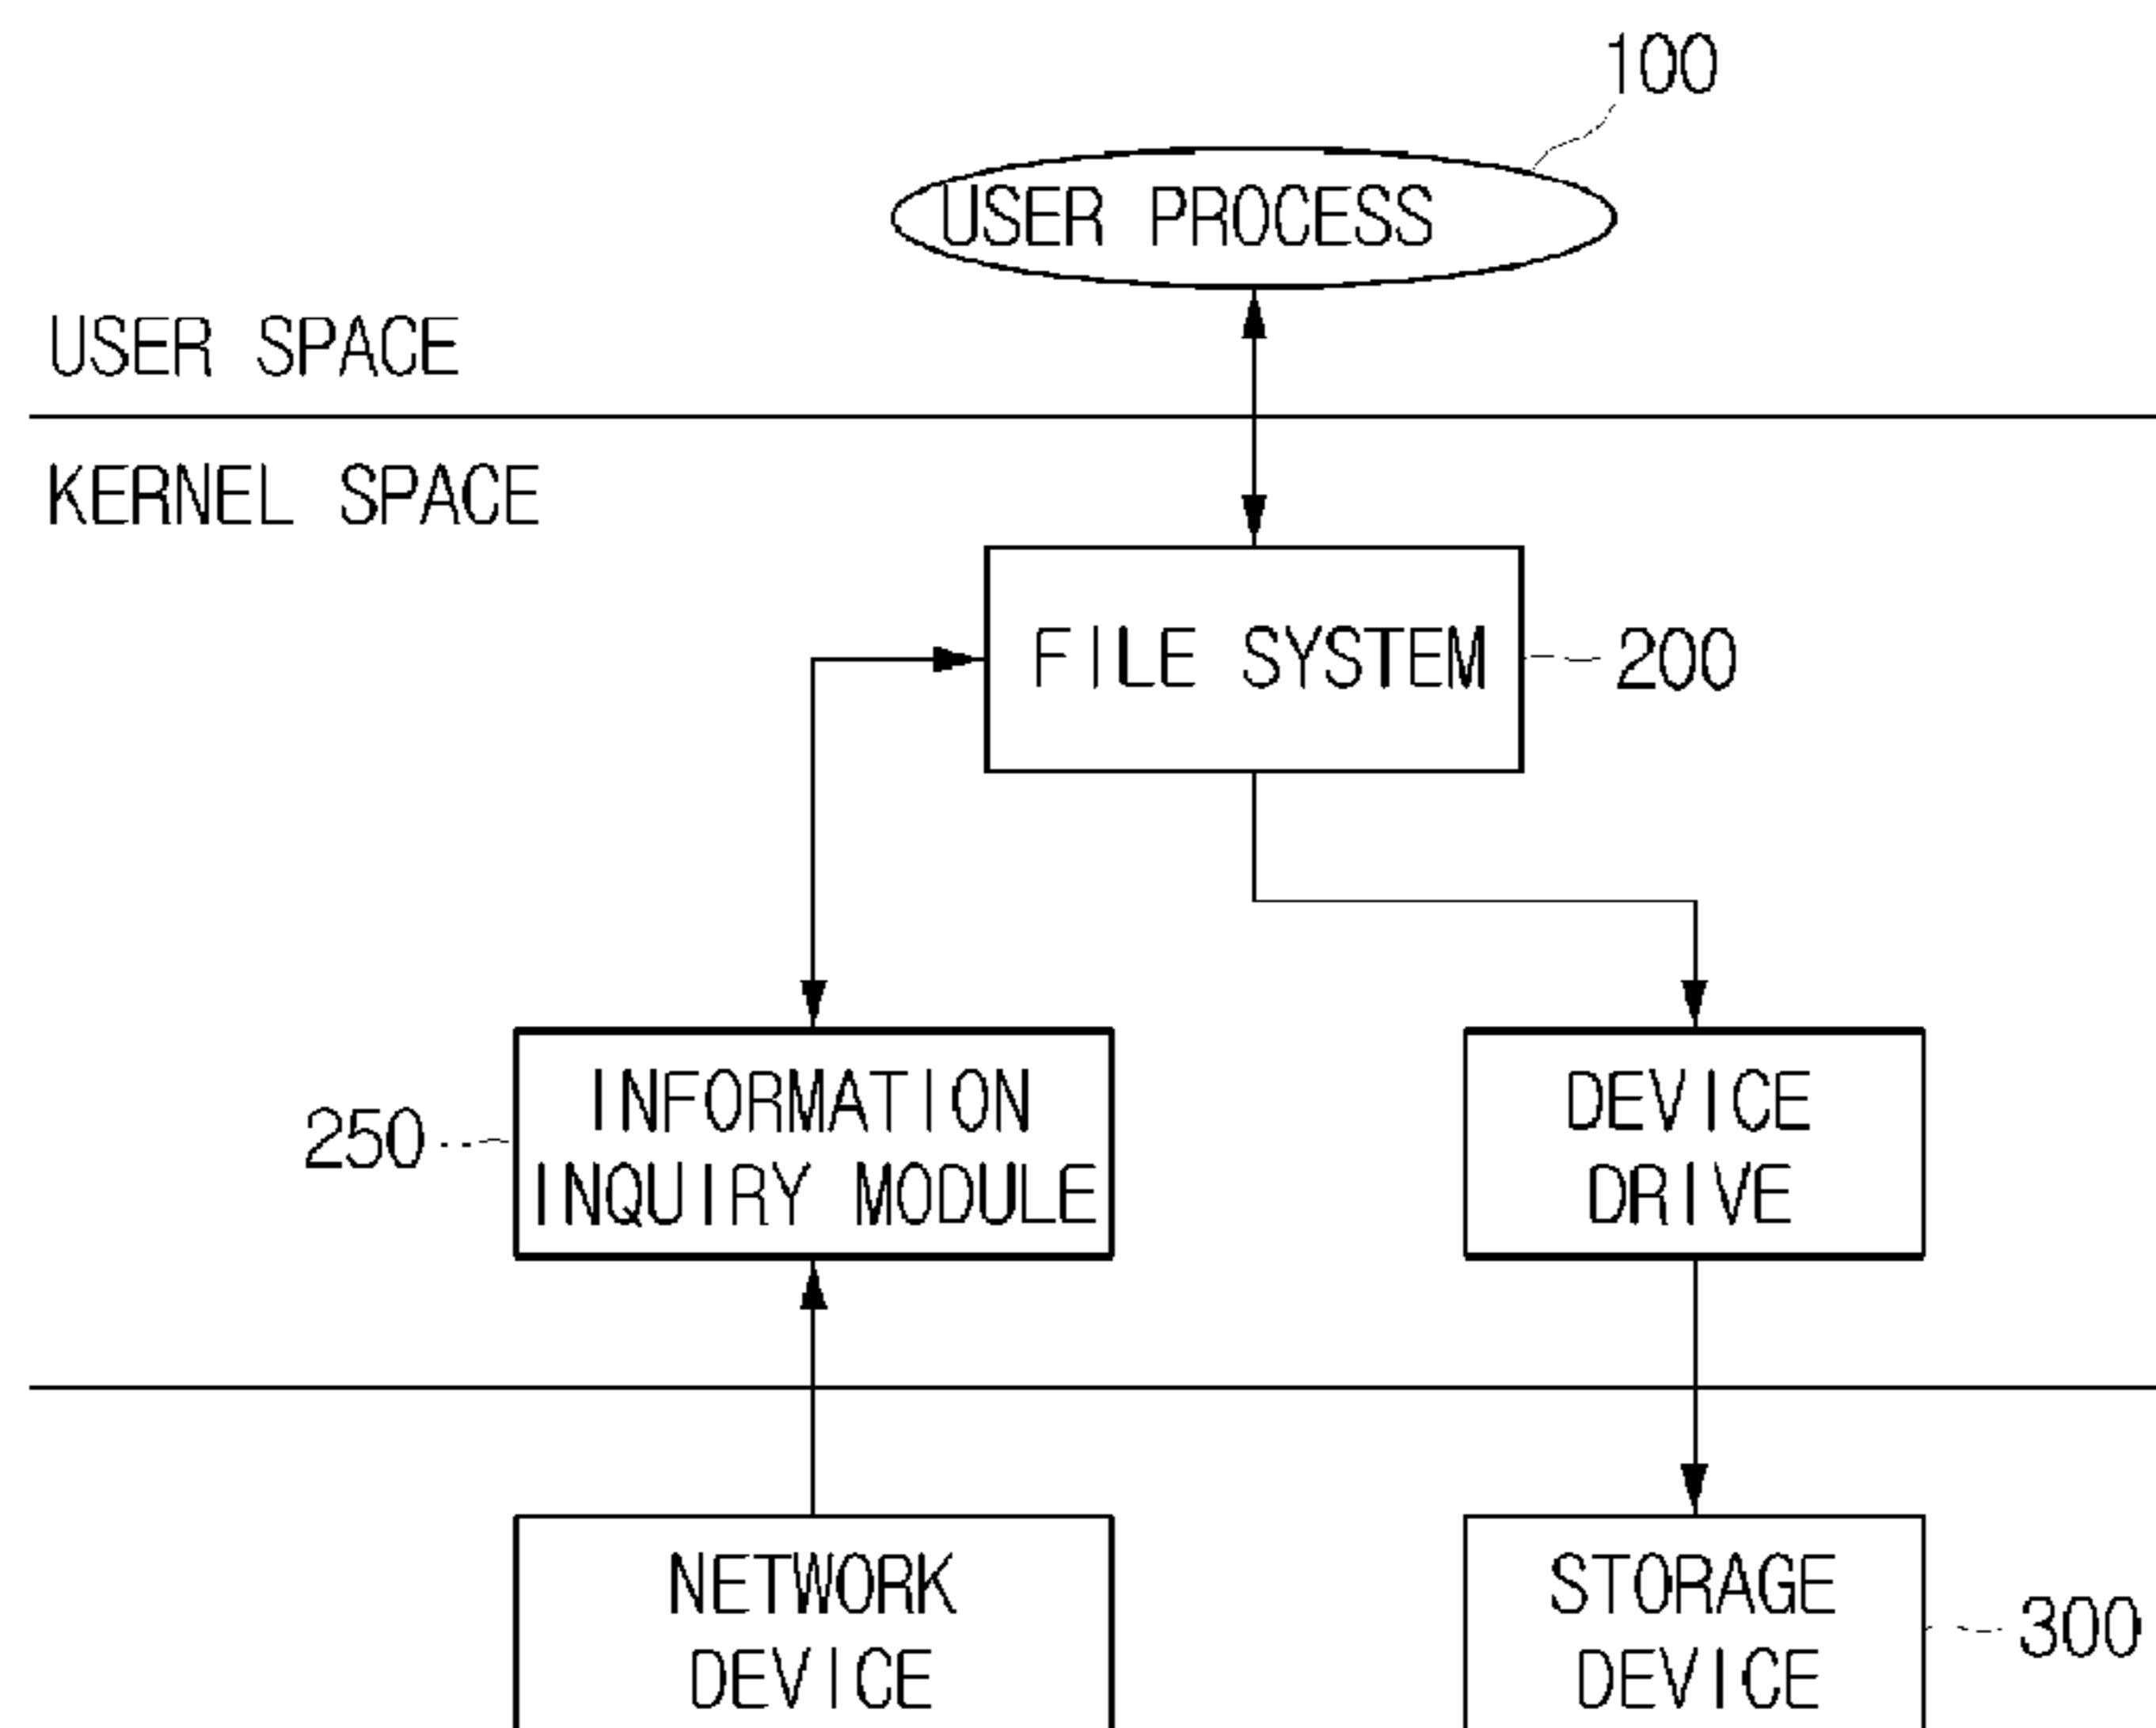 100
USER PROCESS
USER SPACE
KERNEL SPACE
FILE SYSTEM
200
INFORMATION
INQUIRY MODULE
250
DEVICE
DRIVE
NETWORK
DEVICE
STORAGE
DEVICE
300